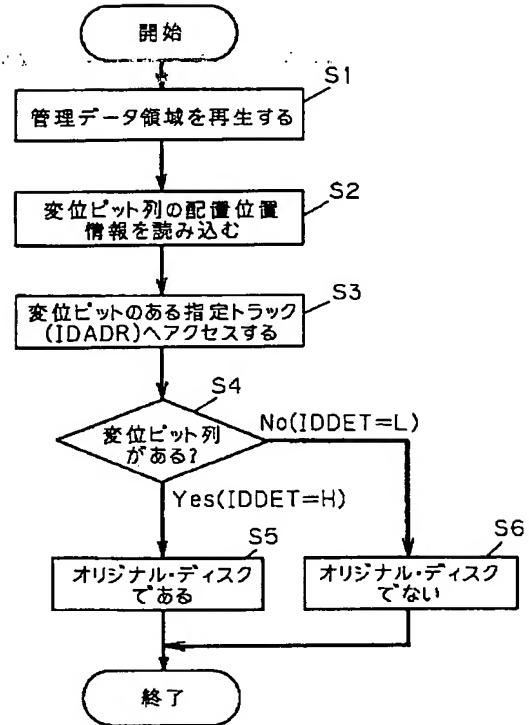 開始
S1
管理データ領域を再生する
S2
変位ピット列の配置位置
情報を読み込む
S3
変位ピットのある指定トラック
(IDADR)へアクセスする
S4
変位ピット列
がある?
No(IDDET=L)
Yes(IDDET=H)
S5
オリジナル・ディスク
である
S6
オリジナル・ディスク
でない
終了